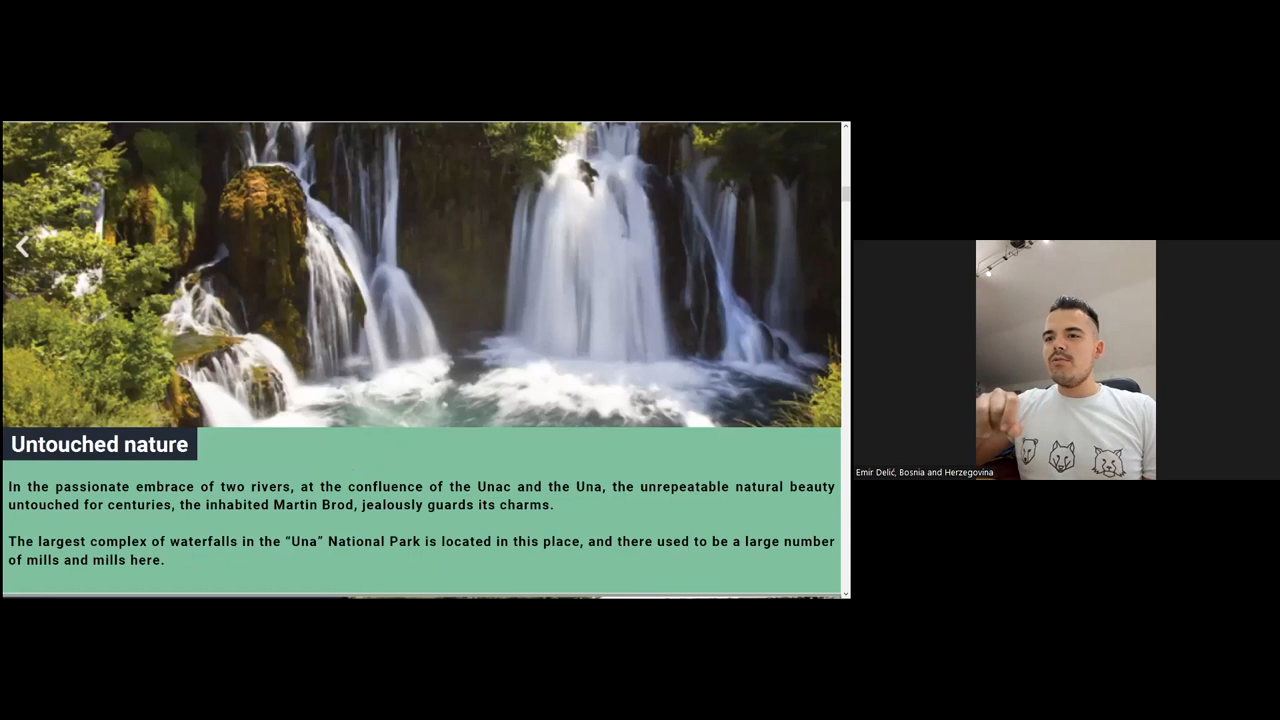 Untouched nature
In the passionate embrace of two rivers, at the confluence of the Unac and the Una, the unrepeatable natural beauty
untouched for centuries, the inhabited Martin Brod, jealously guards its charms.
The largest complex of waterfalls in the “Una” National Park is located in this place, and there used to be a large number
of mills and mills here.
Emir Delić, Bosnia and Herzegovina